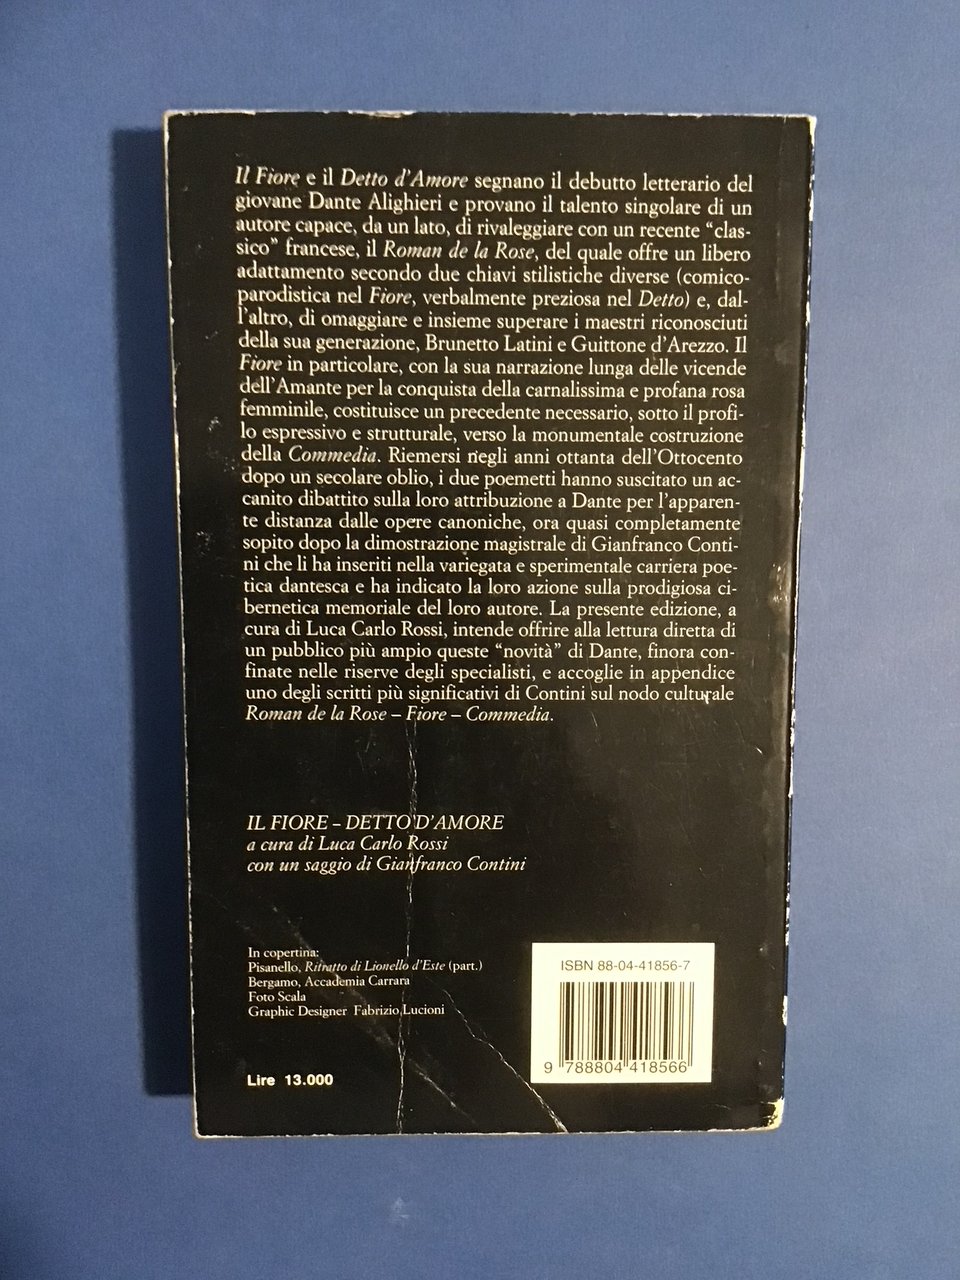 Il Fiore e il Detto d'Amore segnano il debutto letterario del
giovane Dante Alighieri e provano il talento singolare di un
autore capace, da un lato, di rivaleggiare con un recente “clas-
sico” francese, il Roman de la Rose, del quale offre un libero
adattamento secondo due chiavi stilistiche diverse (comico-
parodistica nel Fiore, verbalmente preziosa nel Detto) e, dal-
l'altro, di omaggiare e insieme superare i maestri riconosciuti
della sua generazione, Brunetto Latini e Guittone d'Arezzo. Il
Fiore in particolare, con la sua narrazione lunga delle vicende
dell'Amante per la conquista della carnalissima e profana rosa
femminile, costituisce un precedente necessario, sotto il profi-
lo espressivo e strutturale, verso la monumentale costruzione
della Commedia. Riemersi negli anni ottanta dell'Ottocento
dopo un secolare oblio, i due poemetti hanno suscitato un ac-
canito dibattito sulla loro attribuzione a Dante per l'apparen-
te distanza dalle opere canoniche, ora quasi completamente
sopito dopo la dimostrazione magistrale di Gianfranco Conti-
ni che li ha inseriti nella variegata e sperimentale carriera poe-
tica dantesca e ha indicato la loro azione sulla prodigiosa ci-
bernetica memoriale del loro autore. La presente edizione, a
cura di Luca Carlo Rossi, intende offrire alla lettura diretta di
un pubblico più ampio queste “novità” di Dante, finora con-
finate nelle riserve degli specialisti, e accoglie in appendice
uno degli scritti più significativi di Contini sul nodo culturale
Roman de la Rose – Fiore – Commedia.
IL FIORE – DETTO D'AMORE
a cura di Luca Carlo Rossi
con un saggio di Gianfranco Contini
In copertina:
Pisanello, Ritratto di Lionello d'Este (part.)
Bergamo, Accademia Carrara
Foto Scala
Graphic Designer Fabrizio Lucioni
Lire 13.000
ISBN 88-04-41856-7
9 788804 418566